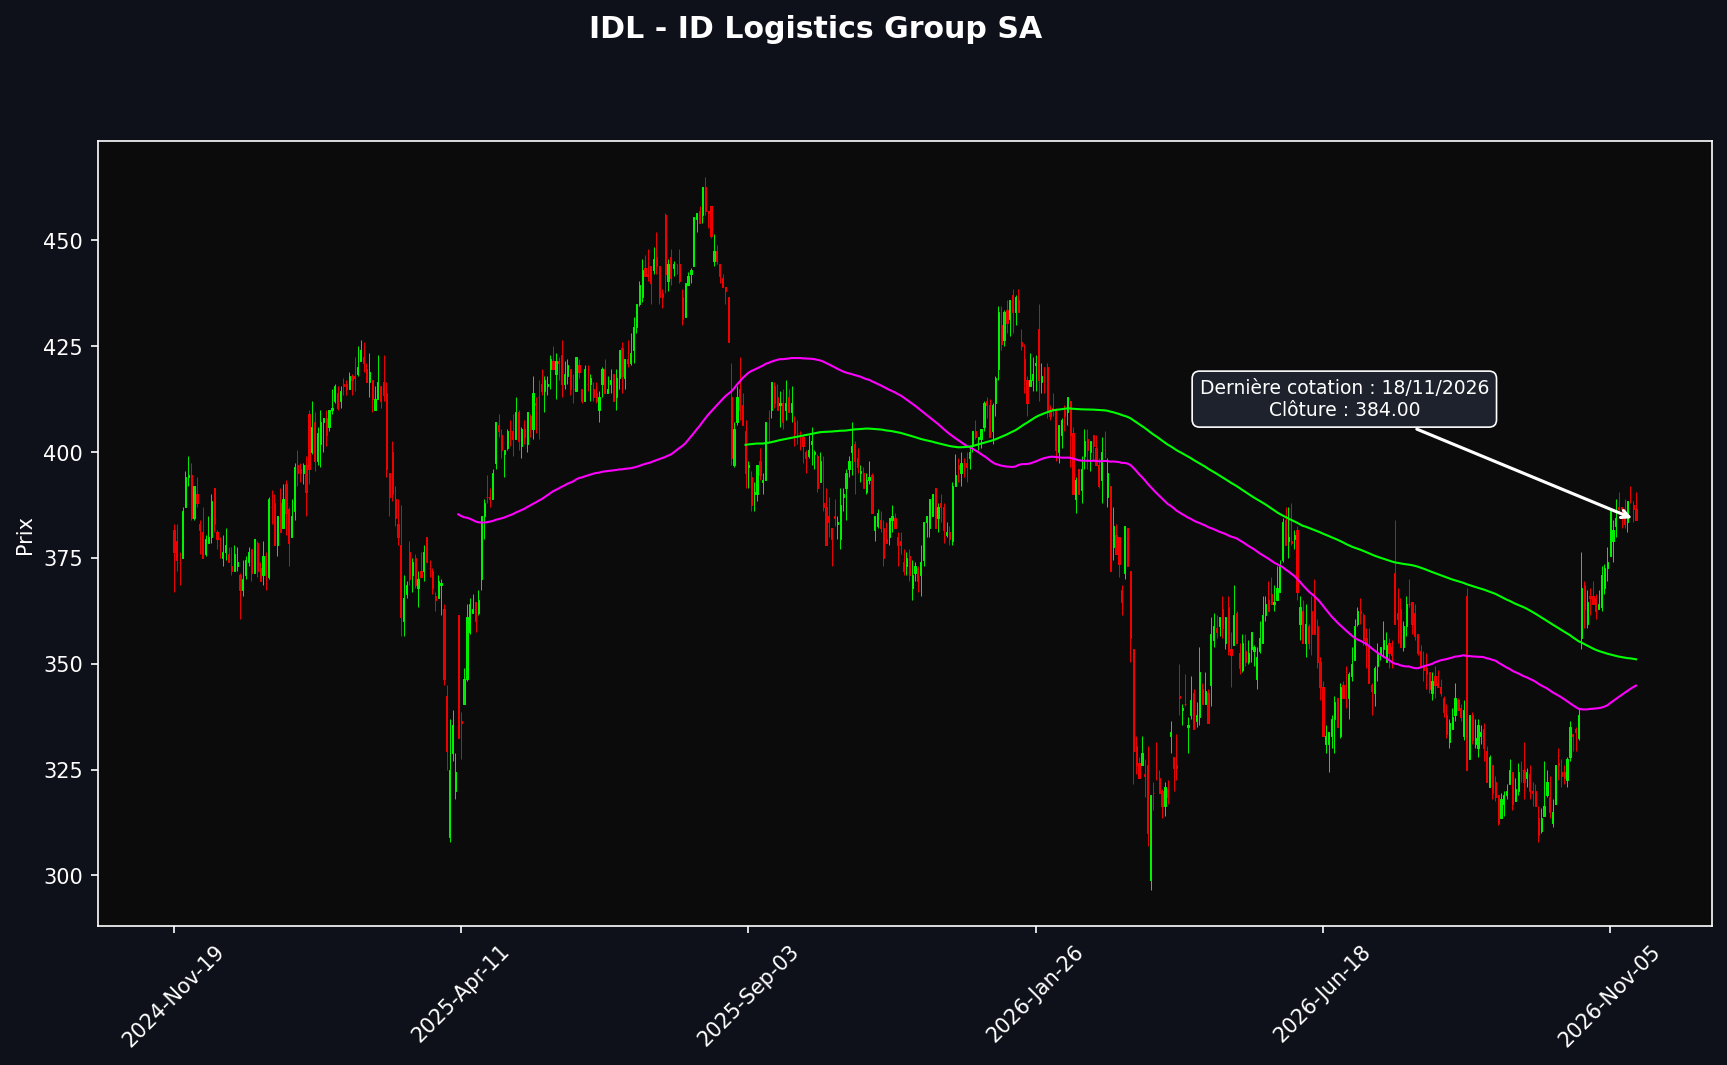 IDL - ID Logistics Group SA
Prix
450
425
400
375
350
325
300
Dernière cotation : 18/11/2026
Clôture : 384.00
2024-Nov-19
2025-Apr-11
2025-Sep-03
2026-Jan-26
2026-Jun-18
2026-Nov-05